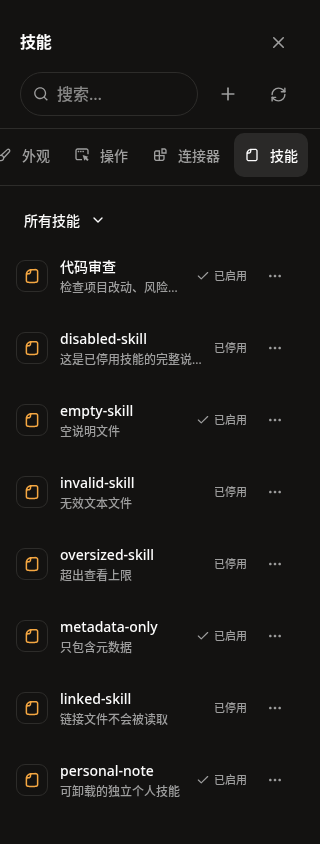 技能
搜索...
外观 操作 连接器 技能
所有技能
代码审查
检查项目改动、风险... 已启用
disabled-skill
这是已停用技能的完整说... 已停用
empty-skill
空说明文件 已启用
invalid-skill
无效文本文件 已停用
oversized-skill
超出查看上限 已停用
metadata-only
只包含元数据 已启用
linked-skill
链接文件不会被读取 已停用
personal-note
可卸载的独立个人技能 已启用